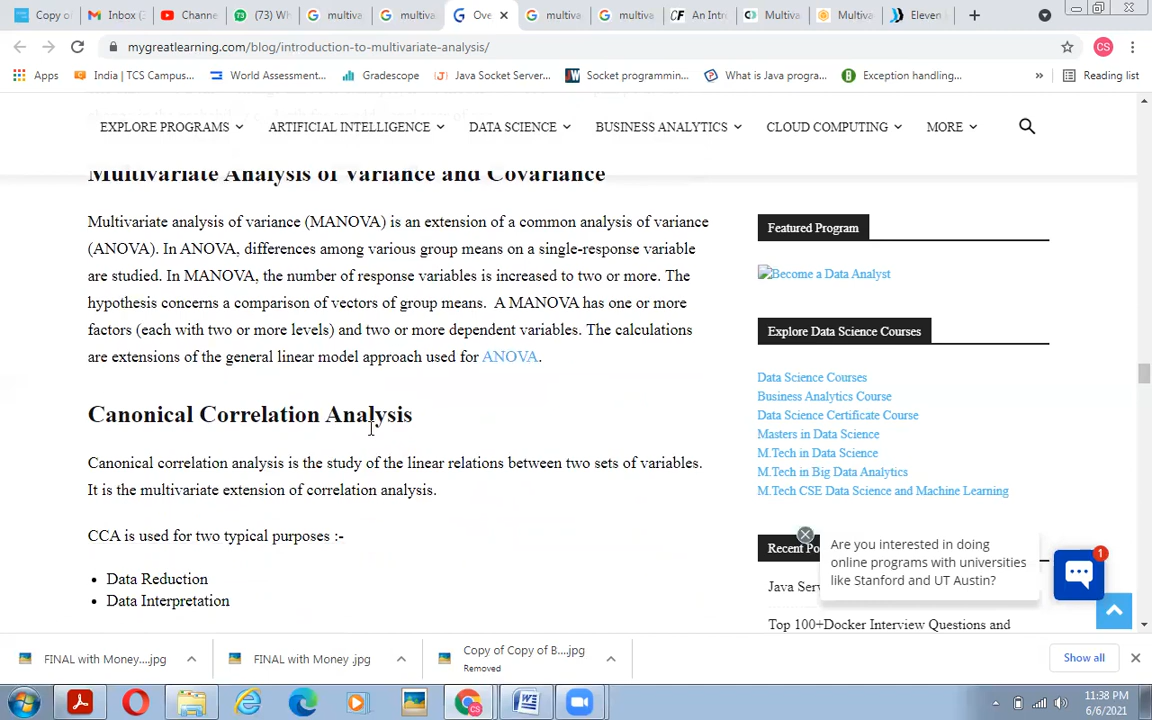 Copy of
Inbox (
Channe
(73) Wh
multiva
multiva
Ove
multiva
multiva
An Intr
Multiva
Multiva
Eleven
mygreatlearning.com/blog/introduction-to-multivariate-analysis/
CS
Apps
India | TCS Campus...
World Assessment...
Gradescope
Java Socket Server...
Socket programmin...
What is Java progra...
Exception handling...
»
Reading list
EXPLORE PROGRAMS
ARTIFICIAL INTELLIGENCE
DATA SCIENCE
BUSINESS ANALYTICS
CLOUD COMPUTING
MORE
Multivariate Analysis of Variance and Covariance
Multivariate analysis of variance (MANOVA) is an extension of a common analysis of variance
(ANOVA). In ANOVA, differences among various group means on a single-response variable
are studied. In MANOVA, the number of response variables is increased to two or more. The
hypothesis concerns a comparison of vectors of group means. A MANOVA has one or more
factors (each with two or more levels) and two or more dependent variables. The calculations
are extensions of the general linear model approach used for ANOVA.
Canonical Correlation Analysis
Canonical correlation analysis is the study of the linear relations between two sets of variables.
It is the multivariate extension of correlation analysis.
CCA is used for two typical purposes :-
• Data Reduction
• Data Interpretation
Featured Program
Become a Data Analyst
Explore Data Science Courses
Data Science Courses
Business Analytics Course
Data Science Certificate Course
Masters in Data Science
M.Tech in Data Science
M.Tech in Big Data Analytics
M.Tech CSE Data Science and Machine Learning
Recent Po
Java Serv
Top 100+Docker Interview Questions and
Are you interested in doing
online programs with universities
like Stanford and UT Austin?
1
FINAL with Money....jpg
FINAL with Money .jpg
Copy of Copy of B....jpg
Removed
Show all
11:38 PM
6/6/2021